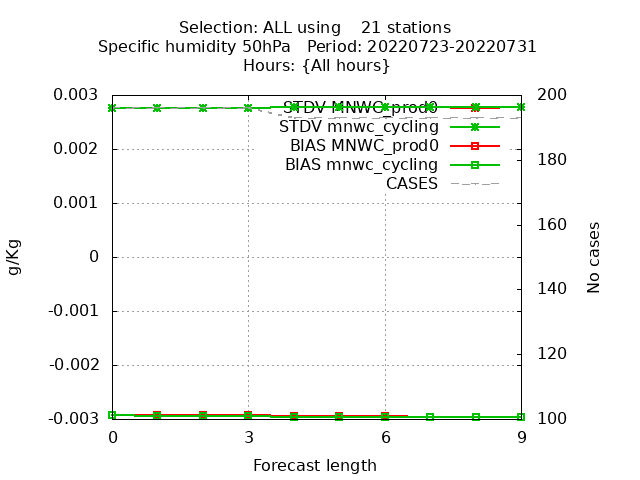 Selection: ALL using    21 stations
Specific humidity 50hPa   Period: 20220723-20220731
Hours: {All hours}
0.003
0.002
0.001
0
-0.001
-0.002
-0.003
g/Kg
200
180
160
140
120
100
No cases
STDV MNWC_prod0
STDV mnwc_cycling
BIAS MNWC_prod0
BIAS mnwc_cycling
CASES
0 3 6 9
Forecast length